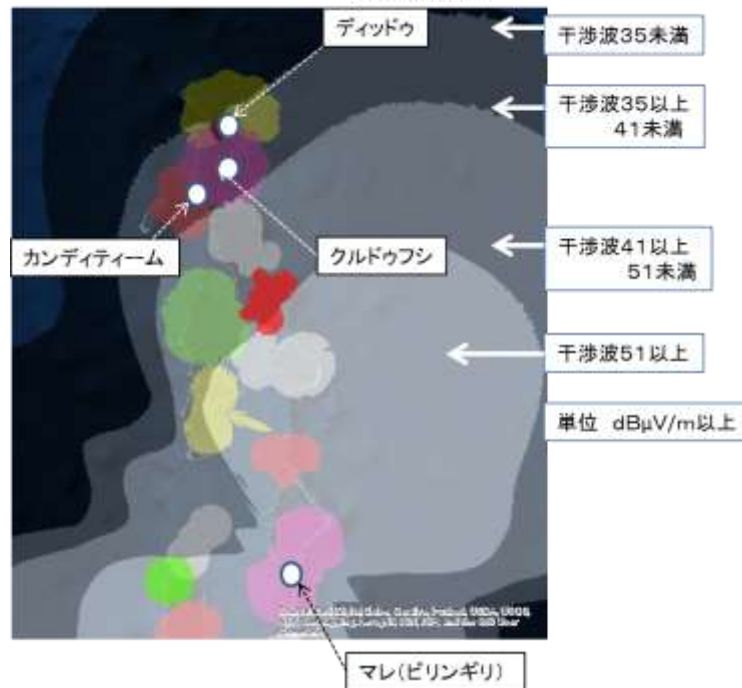 ディッドゥ
干渉波35未満
干渉波35以上
41未満
カンディティーム
クルドゥフシ
干渉波41以上
51未満
干渉波51以上
単位 dBμV/m以上
マレ(ビリンギリ)